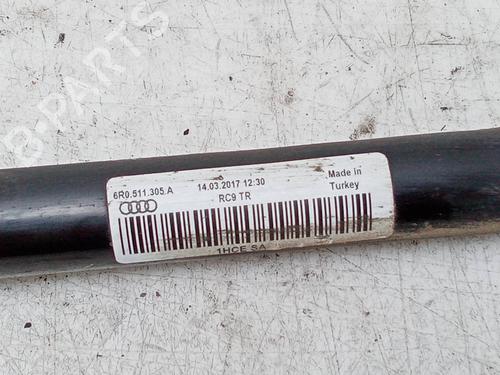 B-PARTS
6R0.511.305.A 14.03.2017 12:30 Made in
RC9 TR Turkey
1HCE SA